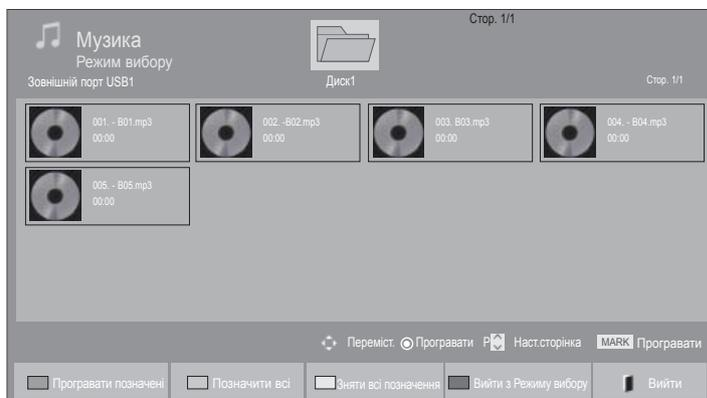 Стор. 1/1
Музика
Режим вибору
Зовнішній порт USB1
Диск1
Стор. 1/1
001. - B01.mp3
00:00
002. -B02.mp3
00:00
003. B03.mp3
00:00
004. - B04.mp3
00:00
005. - B05.mp3
00:00
Переміст. Програвати P Наст.сторінка MARK Програвати
Програвати позначені Позначити всі Зняти всі позначення Вийти з Режиму вибору Вийти